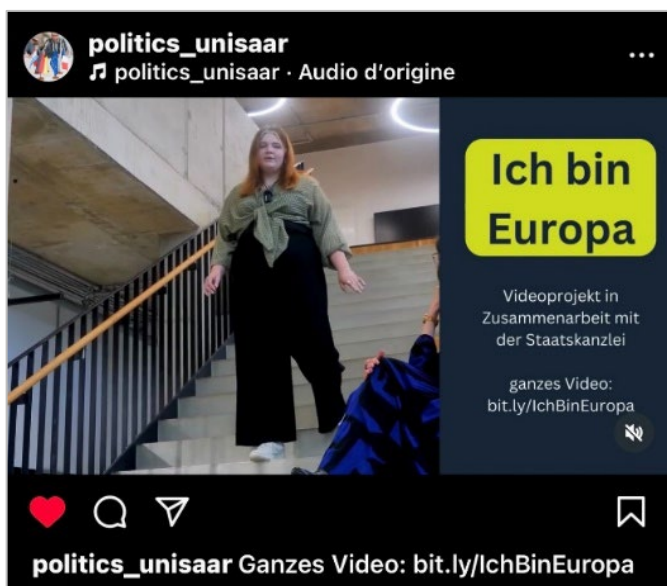 politics_unisaar
politics_unisaar · Audio d'origine
Ich bin
Europa
Videoprojekt in
Zusammenarbeit mit
der Staatskanzlei
ganzes Video:
bit.ly/IchBinEuropa
politics_unisaar Ganzes Video: bit.ly/IchBinEuropa